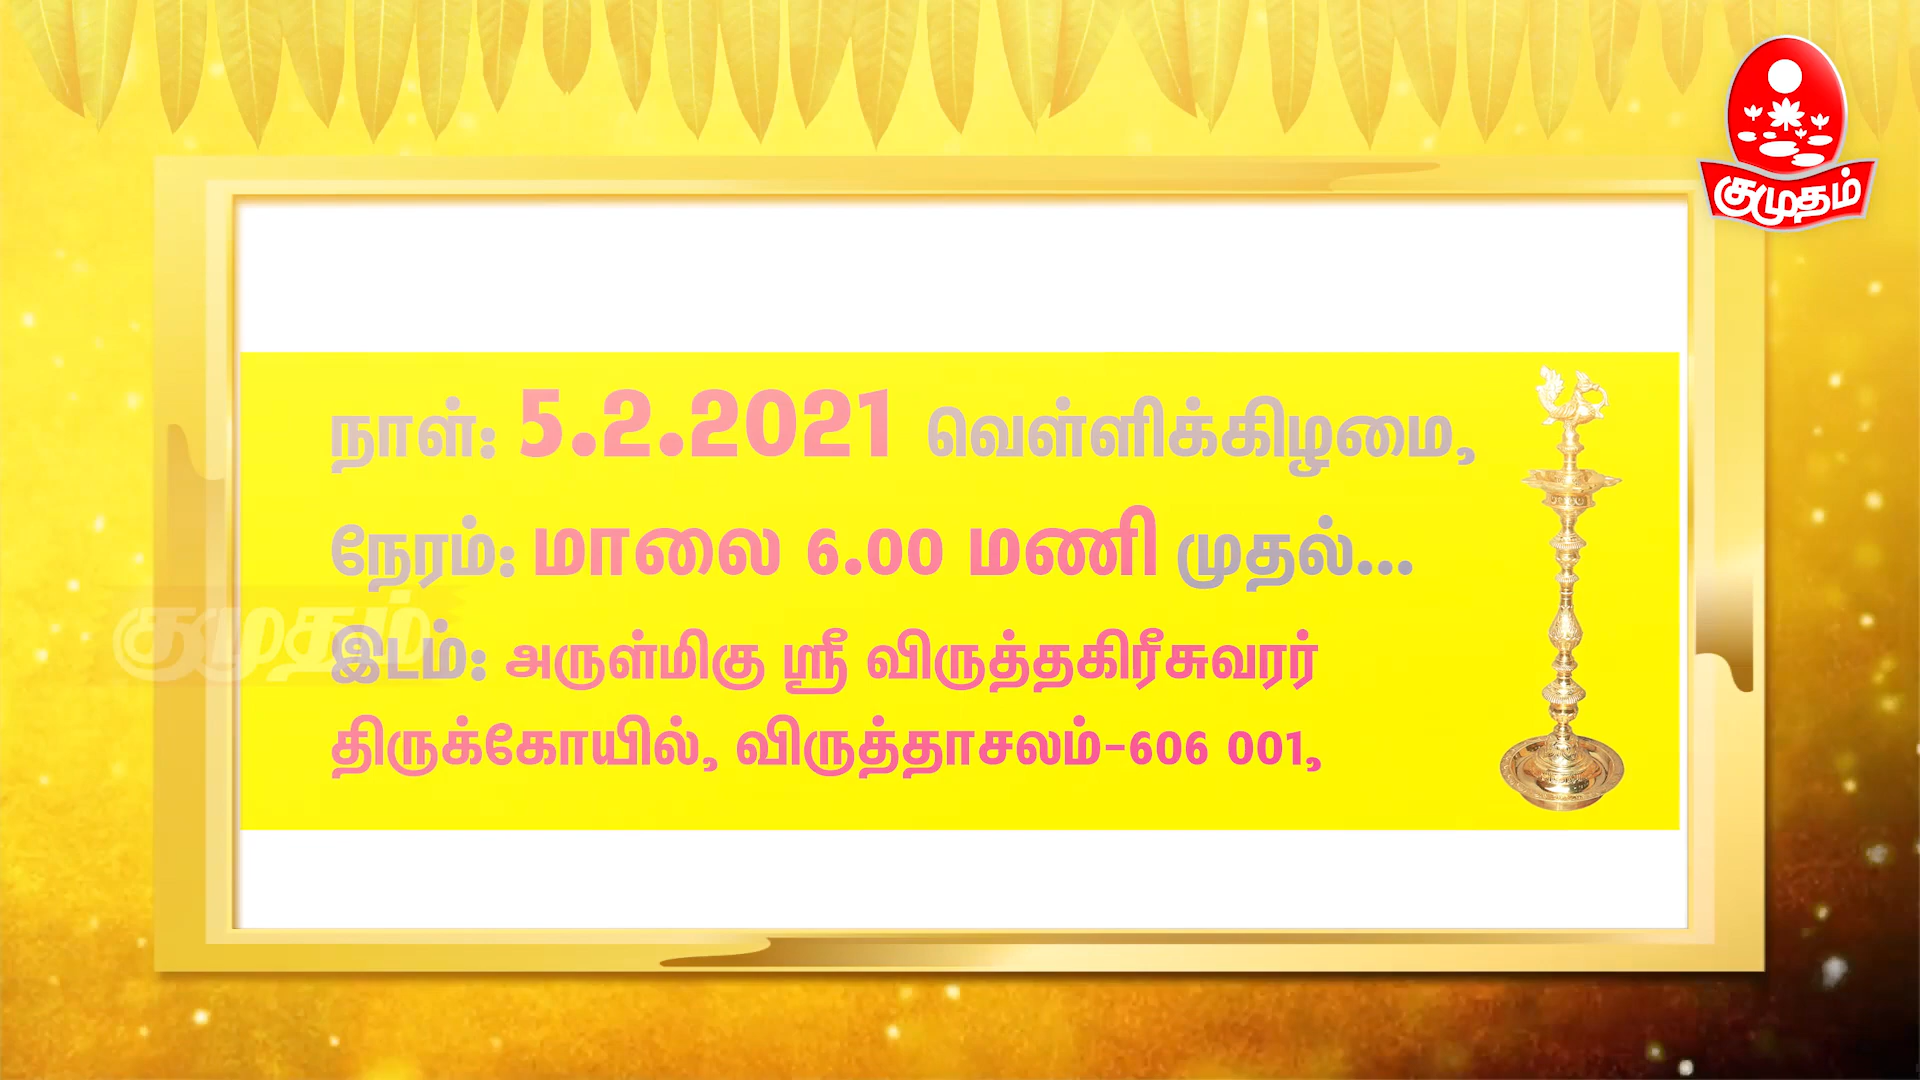 குமுதம்
நாள்: 5.2.2021 வெள்ளிக்கிழமை,
நேரம்: மாலை 6.00 மணி முதல்...
குமுதம்
இடம்: அருள்மிகு ஸ்ரீ விருத்தகிரீசுவரர்
திருக்கோயில், விருத்தாசலம்-606 001,